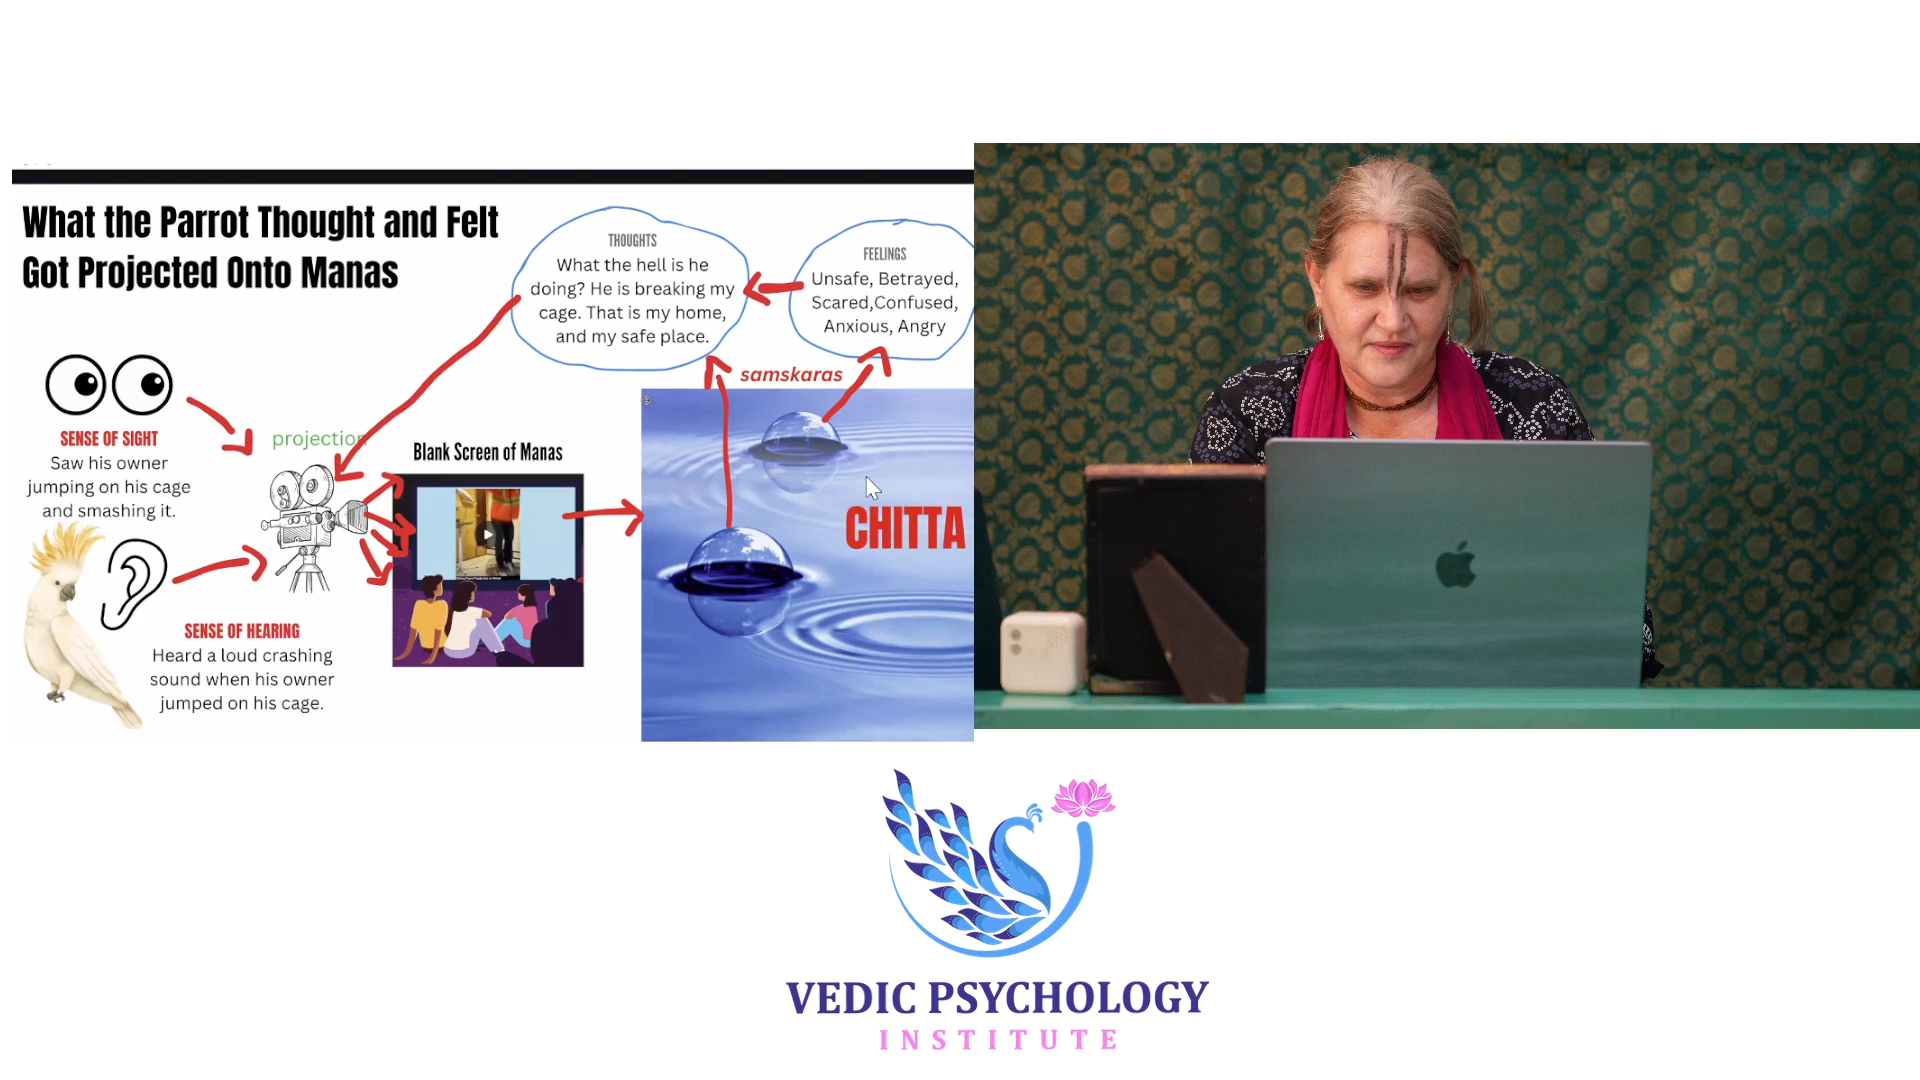 What the Parrot Thought and Felt
Got Projected Onto Manas
THOUGHTS
What the hell is he
doing? He is breaking my
cage. That is my home,
and my safe place.
FEELINGS
Unsafe, Betrayed,
Scared,Confused,
Anxious, Angry
samskaras
SENSE OF SIGHT
Saw his owner
jumping on his cage
and smashing it.
projection
Blank Screen of Manas
CHITTA
SENSE OF HEARING
Heard a loud crashing
sound when his owner
jumped on his cage.
VEDIC PSYCHOLOGY
INSTITUTE